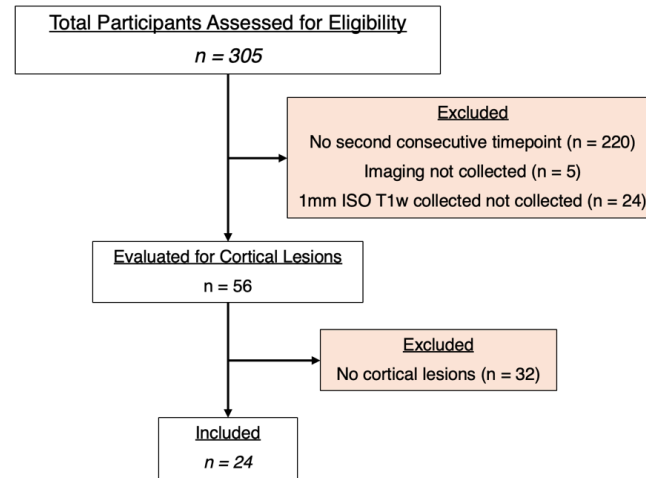 Total Participants Assessed for Eligibility
n = 305
Excluded
No second consecutive timepoint (n = 220)
Imaging not collected (n = 5)
1mm ISO T1w collected not collected (n = 24)
Evaluated for Cortical Lesions
n = 56
Excluded
No cortical lesions (n = 32)
Included
n = 24